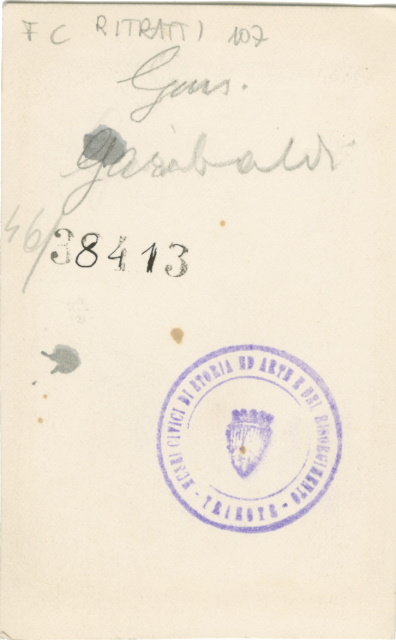 FC RITRATTI 107
Gius.
Garibaldi
46/
38413
MUSEI CIVICI DI STORIA ED ARTE E DEL RISORGIMENTO
- TRIESTE -